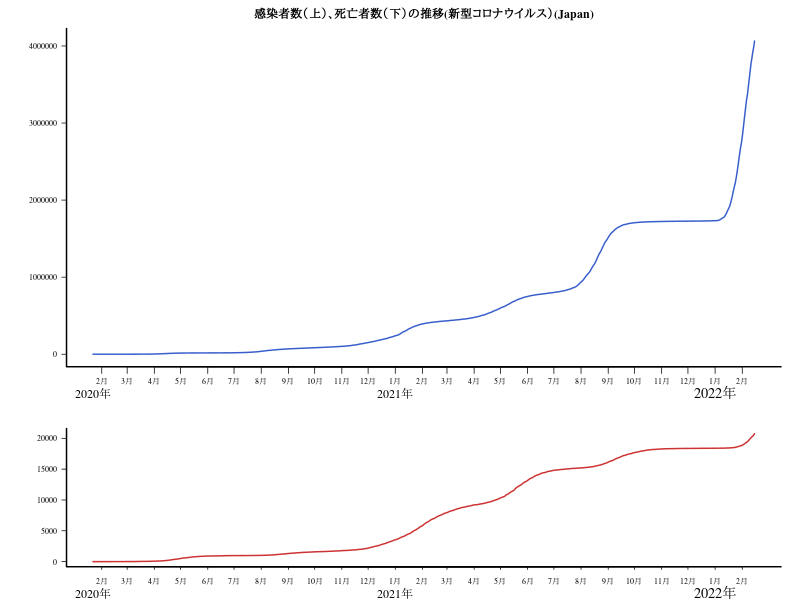 感染者数(上)、死亡者数(下)の推移(新型コロナウイルス)(Japan)
4000000
3000000
2000000
1000000
0
2月 3月 4月 5月 6月 7月 8月 9月 10月 11月 12月 1月 2月 3月 4月 5月 6月 7月 8月 9月 10月 11月 12月 1月 2月
2020年 2021年 2022年
20000
15000
10000
5000
0
2月 3月 4月 5月 6月 7月 8月 9月 10月 11月 12月 1月 2月 3月 4月 5月 6月 7月 8月 9月 10月 11月 12月 1月 2月
2020年 2021年 2022年